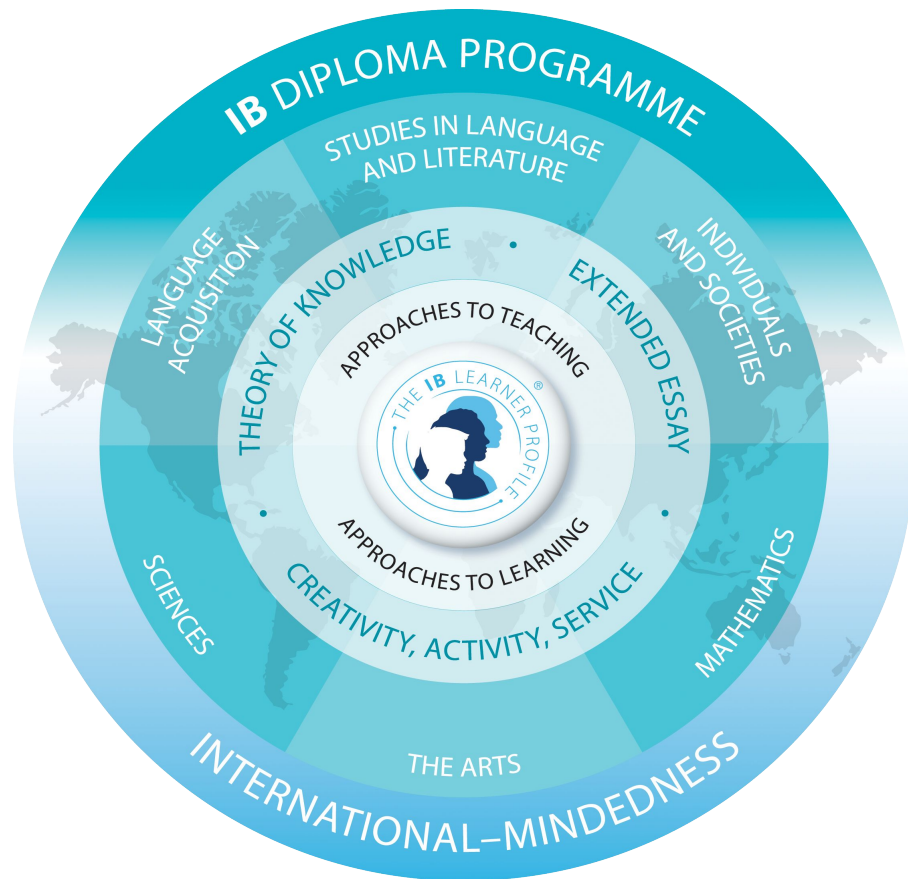 IB DIPLOMA PROGRAMME
STUDIES IN LANGUAGE
AND LITERATURE
LANGUAGE
ACQUISITION
INDIVIDUALS
AND SOCIETIES
THEORY OF KNOWLEDGE
EXTENDED ESSAY
APPROACHES TO TEACHING
• THE IB LEARNER PROFILE •
®
APPROACHES TO LEARNING
CREATIVITY, ACTIVITY, SERVICE
SCIENCES
MATHEMATICS
THE ARTS
INTERNATIONAL–MINDEDNESS